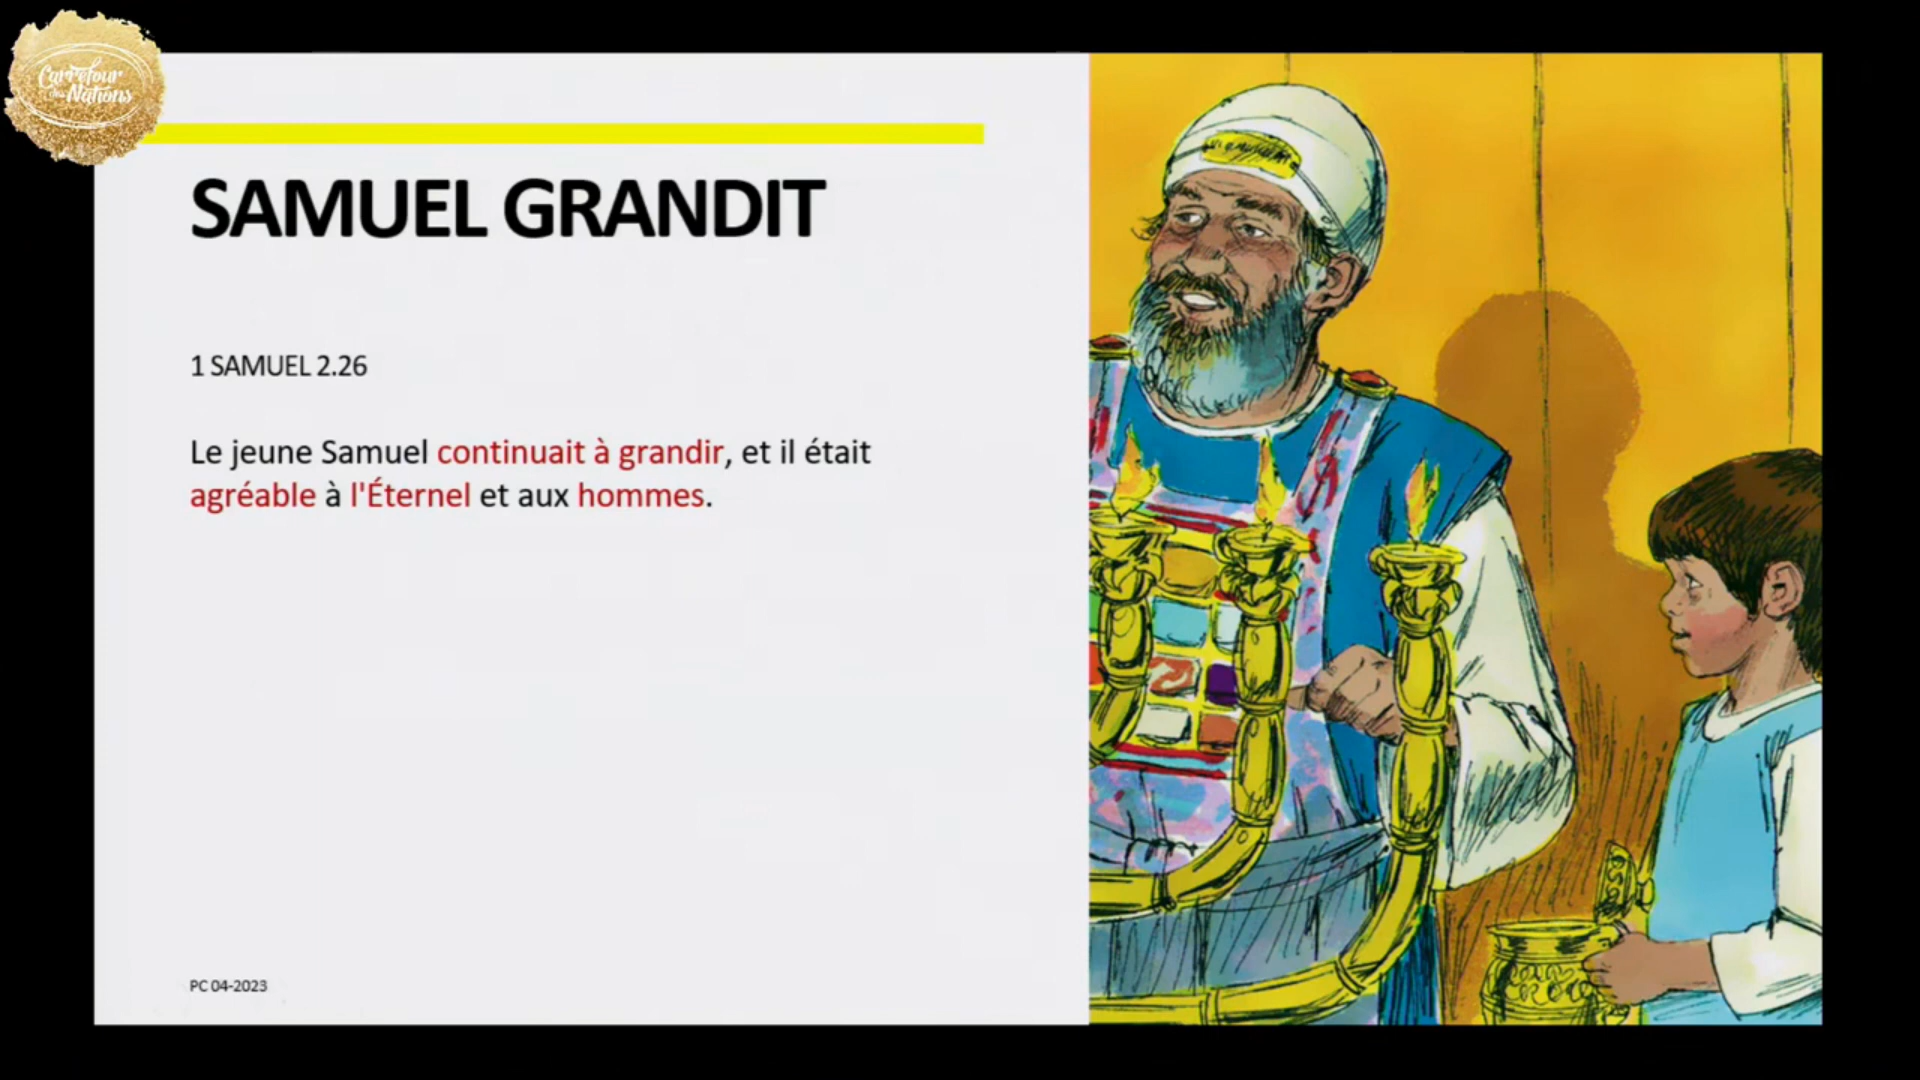 Carrefour
des Nations
SAMUEL GRANDIT
1 SAMUEL 2.26
Le jeune Samuel continuait à grandir, et il était
agréable à l'Éternel et aux hommes.
PC 04-2023